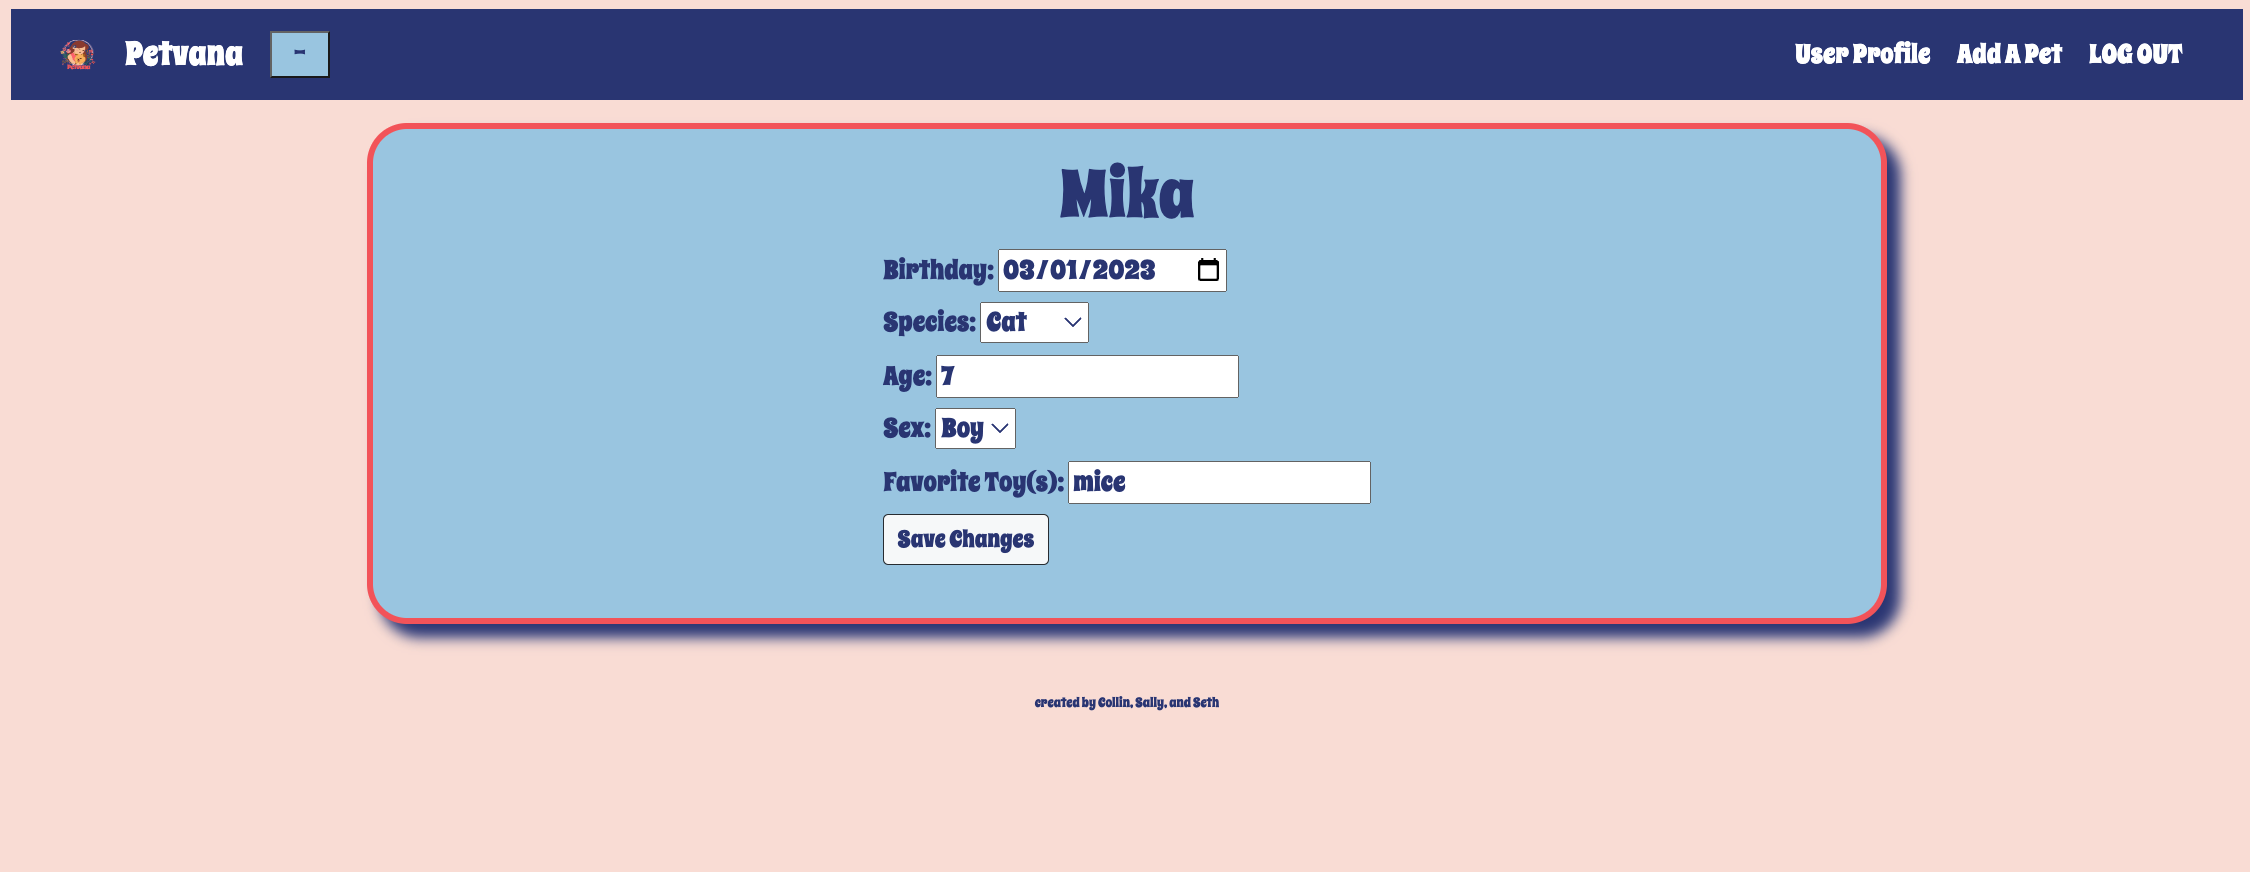 Petvana - User Profile Add A Pet LOG OUT
Mika
Birthday: 03/01/2023
Species: Cat
Age: 7
Sex: Boy
Favorite Toy(s): mice
Save Changes
created by Collin, Sally, and Seth